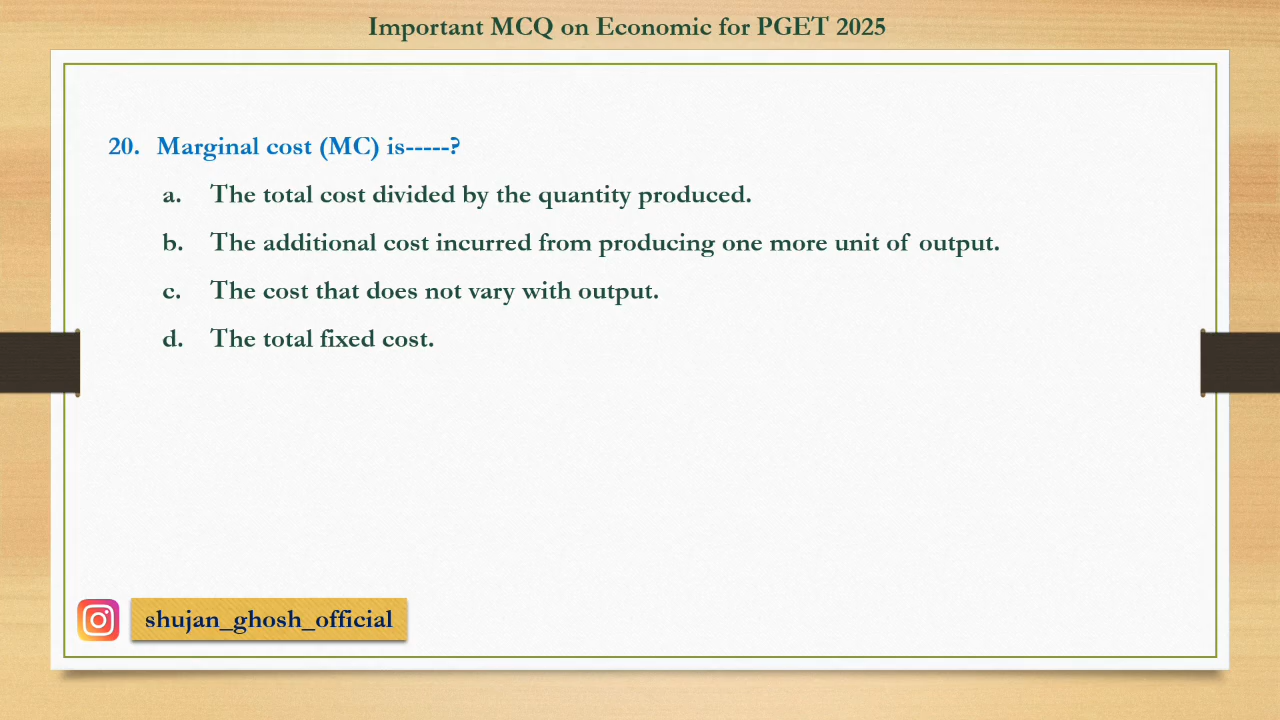 Important MCQ on Economic for PGET 2025
20. Marginal cost (MC) is-----?
a. The total cost divided by the quantity produced.
b. The additional cost incurred from producing one more unit of output.
c. The cost that does not vary with output.
d. The total fixed cost.
shujan_ghosh_official